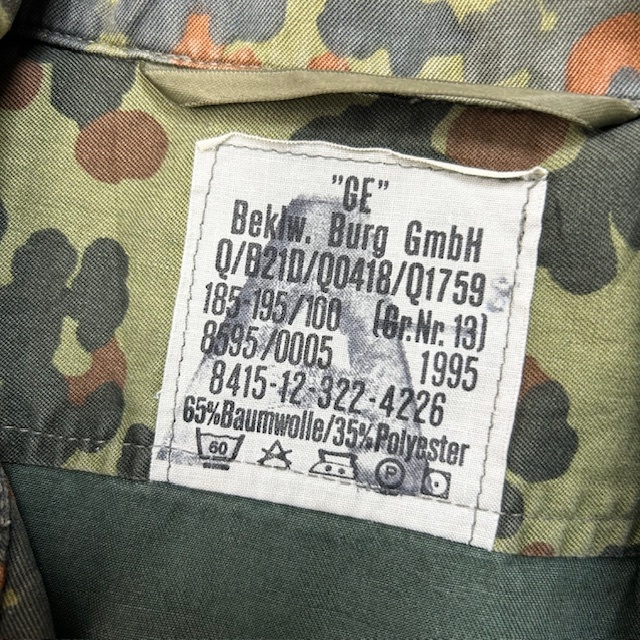 "GE"
Beklw. Burg GmbH
Q/B21D/Q0418/Q1759
185-195/100 (Gr.Nr. 13)
8595/0005 1995
8415-12-322-4226
65%Baumwolle/35%Polyester
60 P